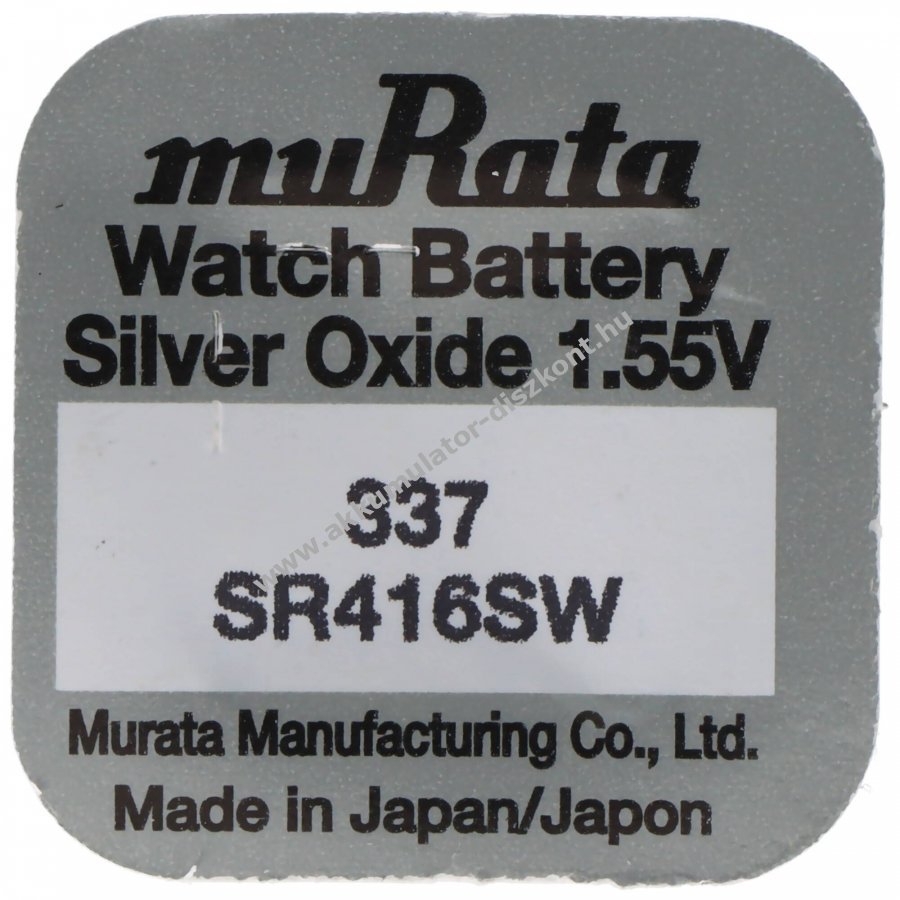 muRata
Watch Battery
Silver Oxide 1.55V
www.akkumulator-diszkont.hu
337
SR416SW
Murata Manufacturing Co., Ltd.
Made in Japan/Japon